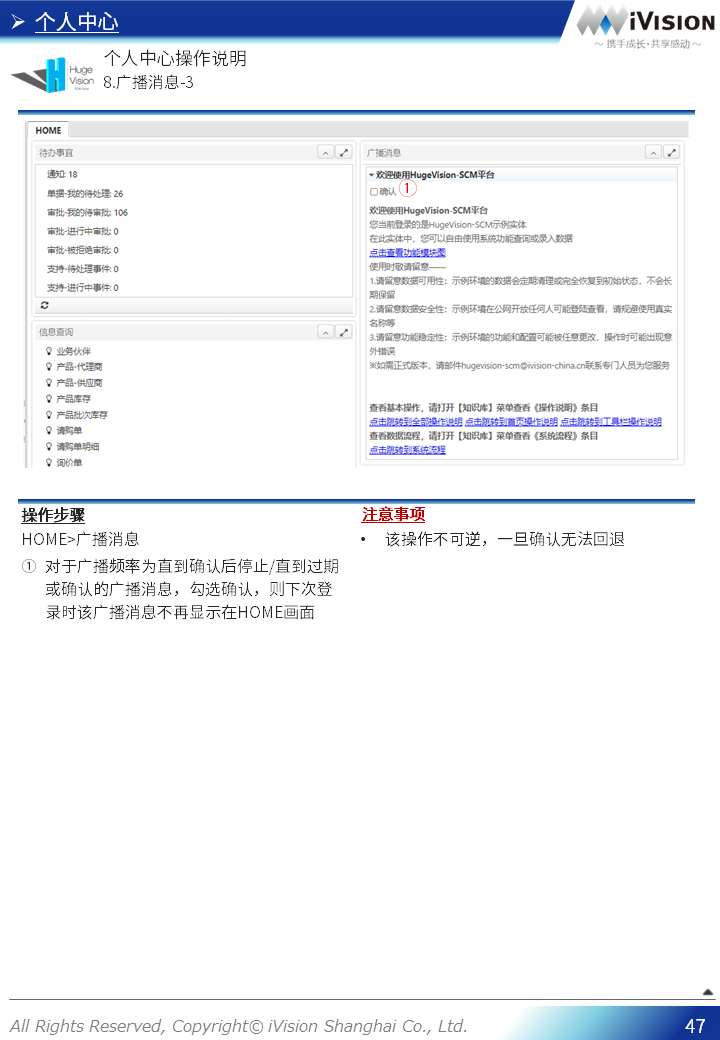 ➢ 个人中心
iVision
～ 携手成长·共享感动 ～
Huge
Vision
个人中心操作说明
8.广播消息-3
HOME
待办事宜
通知: 18
单据-我的待处理: 26
审批-我的待审批: 106
审批-进行中审批: 0
审批-被拒绝审批: 0
支持-待处理事件: 0
支持-进行中事件: 0
信息查询
业务伙伴
产品-代理商
产品-供应商
产品库存
产品批次库存
请购单
请购单明细
询价单
广播消息
欢迎使用HugeVision-SCM平台
确认 ①
欢迎使用HugeVision-SCM平台
您当前登录的是HugeVision-SCM示例实体
在此实体中，您可以自由使用系统功能查询或录入数据
点击查看功能模块图
使用时敬请留意——
1.请留意数据可用性：示例环境的数据会定期清理或完全恢复到初始状态，不会长
期保留
2.请留意数据安全性：示例环境在公网开放任何人可能登陆查看，请规避使用真实
名称等
3.请留意功能稳定性：示例环境的功能和配置可能被任意更改，操作时可能出现意
外错误
※如需正式版本，请邮件hugevision-scm@ivision-china.cn联系专门人员为您服务
查看基本操作，请打开【知识库】菜单查看《操作说明》条目
点击跳转到全部操作说明 点击跳转到首页操作说明 点击跳转到工具栏操作说明
查看数据流程，请打开【知识库】菜单查看《系统流程》条目
点击跳转到系统流程
操作步骤
HOME>广播消息
① 对于广播频率为直到确认后停止/直到过期
或确认的广播消息，勾选确认，则下次登
录时该广播消息不再显示在HOME画面
注意事项
• 该操作不可逆，一旦确认无法回退
All Rights Reserved, Copyright© iVision Shanghai Co., Ltd.
47